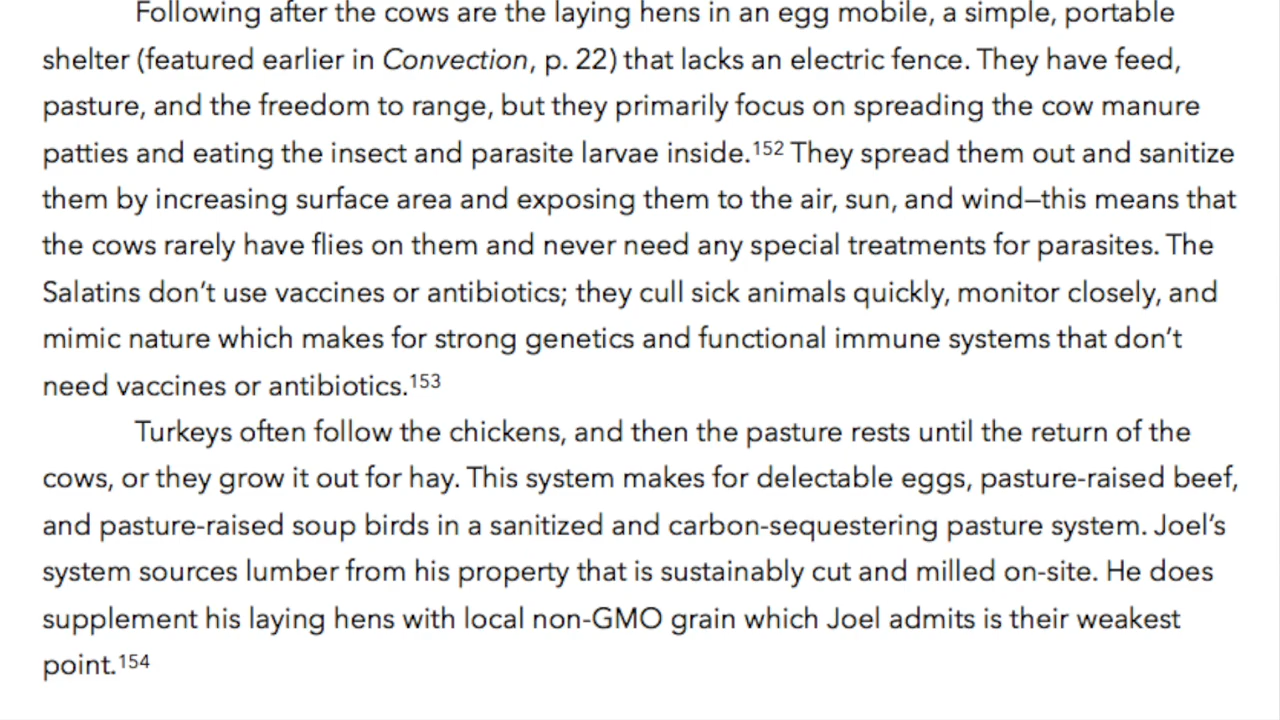 Following after the cows are the laying hens in an egg mobile, a simple, portable
shelter (featured earlier in Convection, p. 22) that lacks an electric fence. They have feed,
pasture, and the freedom to range, but they primarily focus on spreading the cow manure
patties and eating the insect and parasite larvae inside.152 They spread them out and sanitize
them by increasing surface area and exposing them to the air, sun, and wind—this means that
the cows rarely have flies on them and never need any special treatments for parasites. The
Salatins don’t use vaccines or antibiotics; they cull sick animals quickly, monitor closely, and
mimic nature which makes for strong genetics and functional immune systems that don’t
need vaccines or antibiotics.153
Turkeys often follow the chickens, and then the pasture rests until the return of the
cows, or they grow it out for hay. This system makes for delectable eggs, pasture-raised beef,
and pasture-raised soup birds in a sanitized and carbon-sequestering pasture system. Joel’s
system sources lumber from his property that is sustainably cut and milled on-site. He does
supplement his laying hens with local non-GMO grain which Joel admits is their weakest
point.154